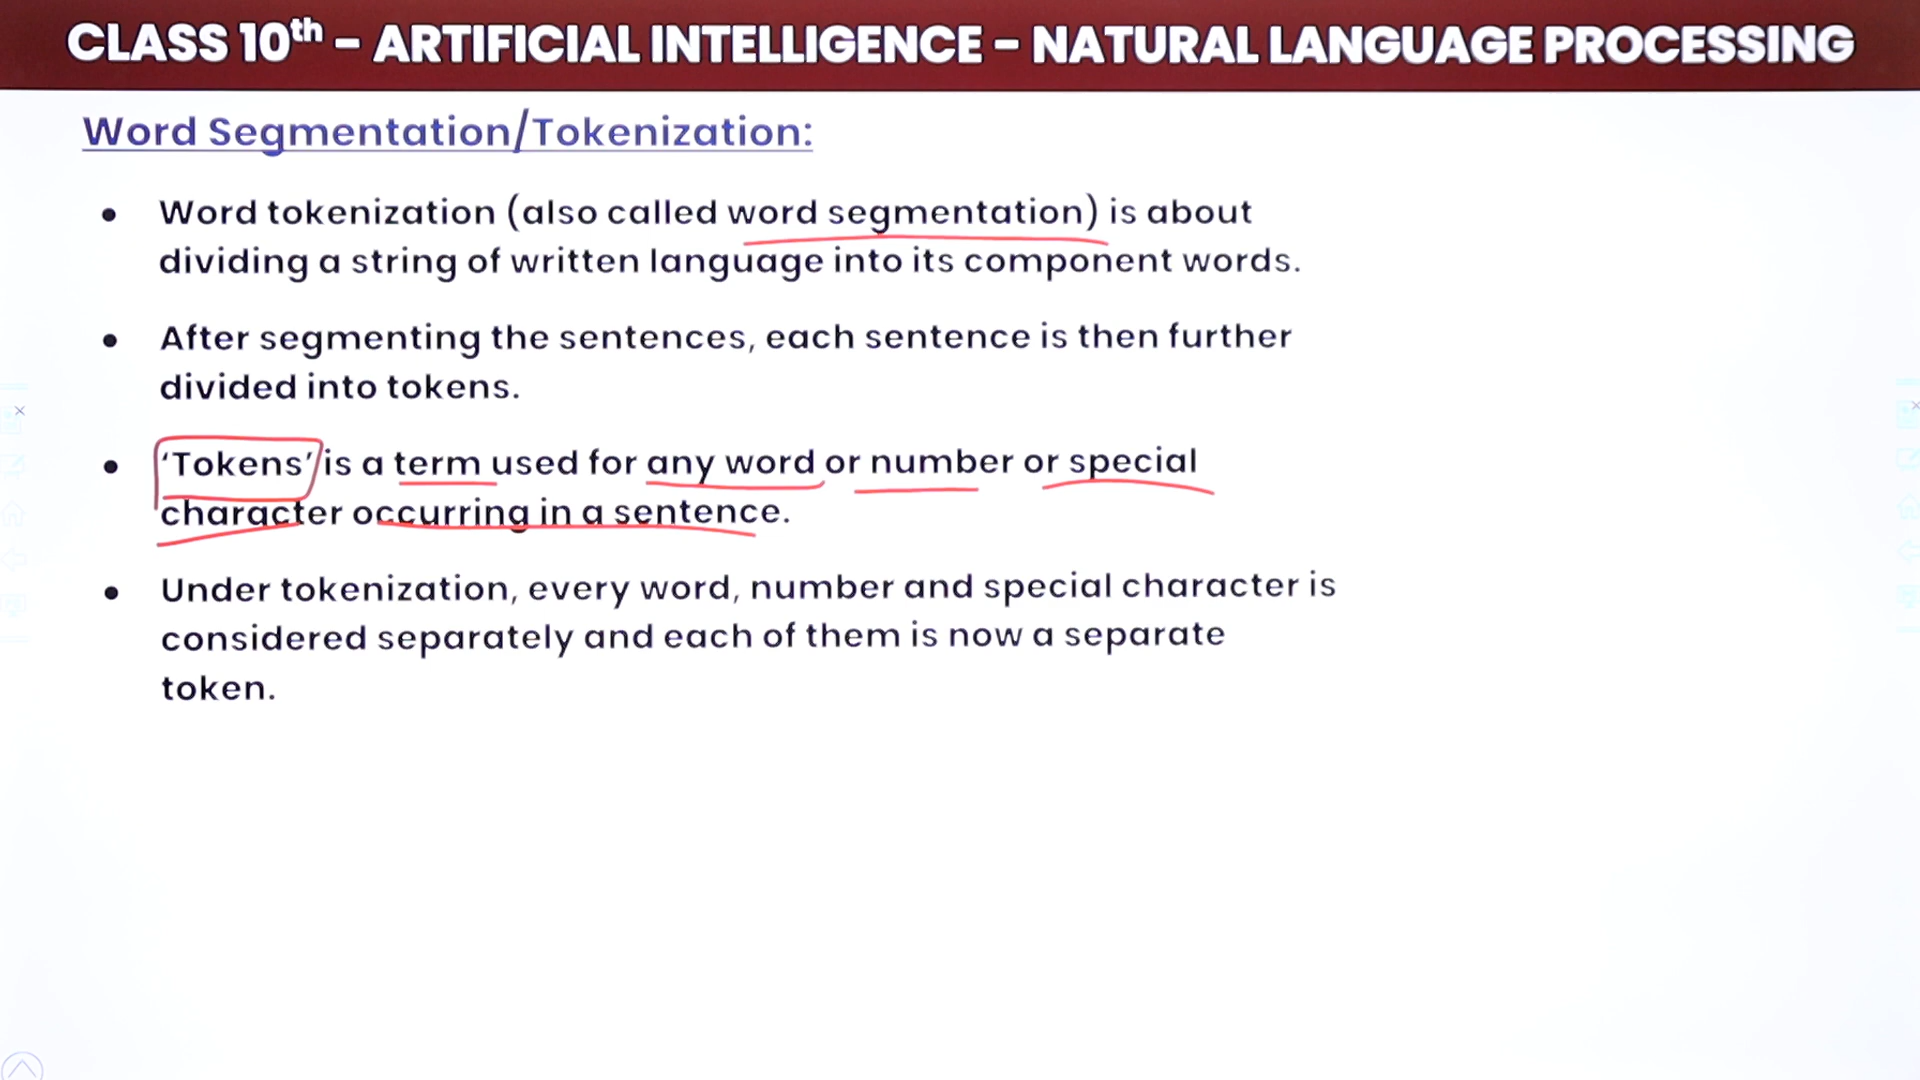 CLASS 10th – ARTIFICIAL INTELLIGENCE – NATURAL LANGUAGE PROCESSING
Word Segmentation/Tokenization:
• Word tokenization (also called word segmentation) is about
dividing a string of written language into its component words.
• After segmenting the sentences, each sentence is then further
divided into tokens.
• ‘Tokens’ is a term used for any word or number or special
character occurring in a sentence.
• Under tokenization, every word, number and special character is
considered separately and each of them is now a separate
token.